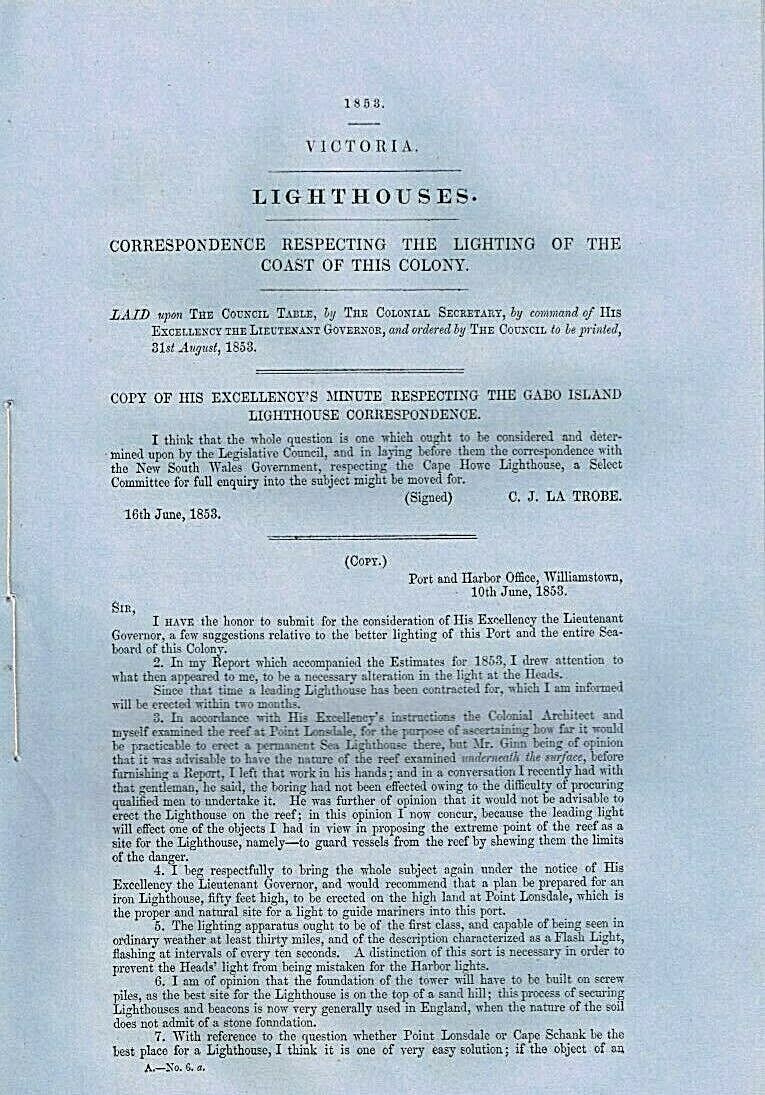 1853.
VICTORIA.
LIGHTHOUSES.
CORRESPONDENCE RESPECTING THE LIGHTING OF THE
COAST OF THIS COLONY.
LAID upon THE COUNCIL TABLE, by THE COLONIAL SECRETARY, by command of HIS
EXCELLENCY THE LIEUTENANT GOVERNOR, and ordered by THE COUNCIL to be printed,
31st August, 1853.
COPY OF HIS EXCELLENCY'S MINUTE RESPECTING THE GABO ISLAND
LIGHTHOUSE CORRESPONDENCE.
I think that the whole question is one which ought to be considered and deter-
mined upon by the Legislative Council, and in laying before them the correspondence with
the New South Wales Government, respecting the Cape Howe Lighthouse, a Select
Committee for full enquiry into the subject might be moved for.
(Signed) C. J. LA TROBE.
16th June, 1853.
(COPY.)
Port and Harbor Office, Williamstown,
10th June, 1853.
SIR,
I HAVE the honor to submit for the consideration of His Excellency the Lieutenant
Governor, a few suggestions relative to the better lighting of this Port and the entire Sea-
board of this Colony.
2. In my Report which accompanied the Estimates for 1853, I drew attention to
what then appeared to me, to be a necessary alteration in the light at the Heads.
Since that time a leading Lighthouse has been contracted for, which I am informed
will be erected within two months.
3. In accordance with His Excellency's instructions the Colonial Architect and
myself examined the reef at Point Lonsdale, for the purpose of ascertaining how far it would
be practicable to erect a permanent Sea Lighthouse there, but Mr. Ginn being of opinion
that it was advisable to have the nature of the reef examined underneath the surface, before
furnishing a Report, I left that work in his hands; and in a conversation I recently had with
that gentleman, he said, the boring had not been effected owing to the difficulty of procuring
qualified men to undertake it. He was further of opinion that it would not be advisable to
erect the Lighthouse on the reef; in this opinion I now concur, because the leading light
will effect one of the objects I had in view in proposing the extreme point of the reef as a
site for the Lighthouse, namely—to guard vessels from the reef by shewing them the limits
of the danger.
4. I beg respectfully to bring the whole subject again under the notice of His
Excellency the Lieutenant Governor, and would recommend that a plan be prepared for an
iron Lighthouse, fifty feet high, to be erected on the high land at Point Lonsdale, which is
the proper and natural site for a light to guide mariners into this port.
5. The lighting apparatus ought to be of the first class, and capable of being seen in
ordinary weather at least thirty miles, and of the description characterized as a Flash Light,
flashing at intervals of every ten seconds. A distinction of this sort is necessary in order to
prevent the Heads' light from being mistaken for the Harbor lights.
6. I am of opinion that the foundation of the tower will have to be built on screw
piles, as the best site for the Lighthouse is on the top of a sand hill; this process of securing
Lighthouses and beacons is now very generally used in England, when the nature of the soil
does not admit of a stone foundation.
7. With reference to the question whether Point Lonsdale or Cape Schank be the
best place for a Lighthouse, I think it is one of very easy solution; if the object of an
A.—No. 6. a.